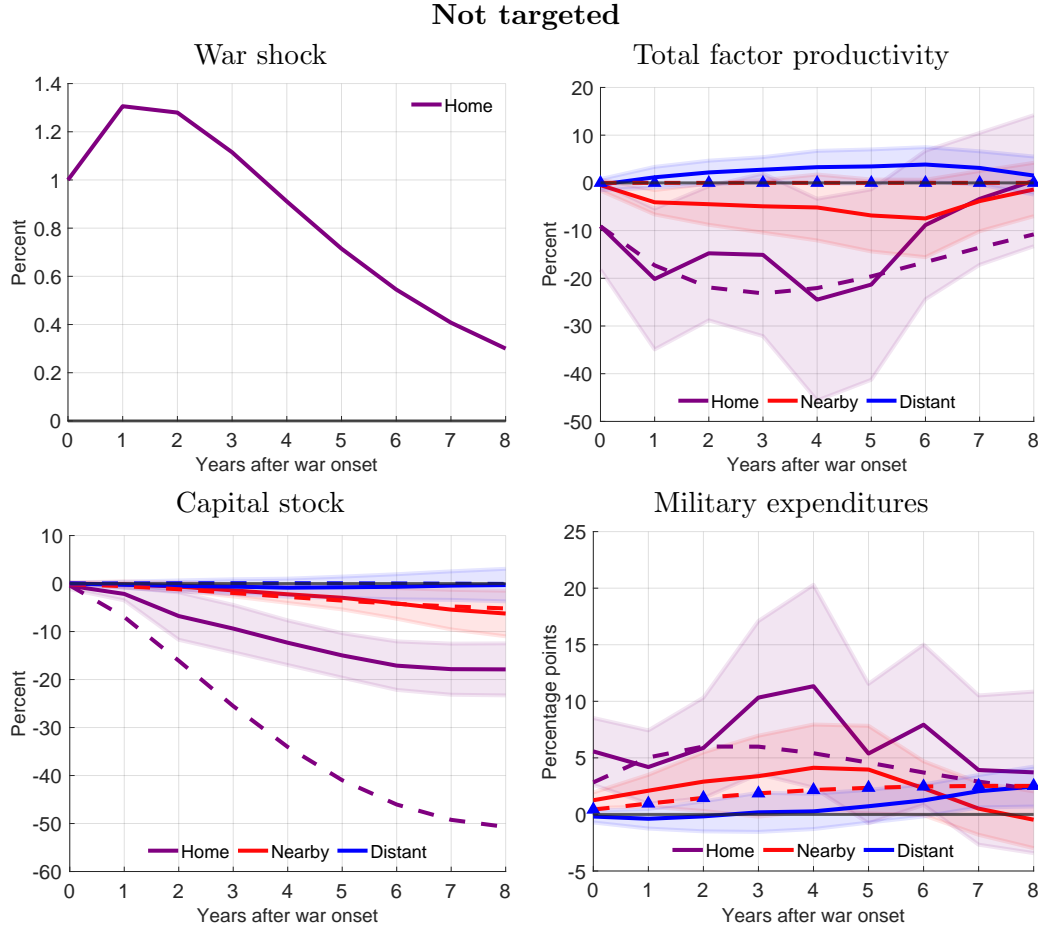 Not targeted
War shock
Percent
1.4
1.2
1
0.8
0.6
0.4
0.2
0
Home
0 1 2 3 4 5 6 7 8
Years after war onset
Total factor productivity
Percent
20
10
0
-10
-20
-30
-40
-50
Home Nearby Distant
0 1 2 3 4 5 6 7 8
Years after war onset
Capital stock
Percent
10
0
-10
-20
-30
-40
-50
-60
Home Nearby Distant
0 1 2 3 4 5 6 7 8
Years after war onset
Military expenditures
Percentage points
25
20
15
10
5
0
-5
Home Nearby Distant
0 1 2 3 4 5 6 7 8
Years after war onset